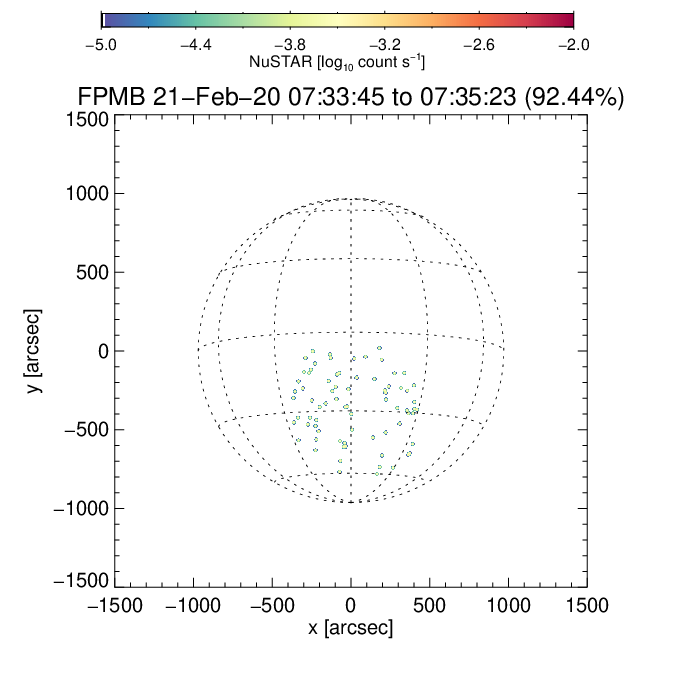 −5.0 −4.4 −3.8 −3.2 −2.6 −2.0
NuSTAR [log₁₀ count s⁻¹]
FPMB 21−Feb−20 07:33:45 to 07:35:23 (92.44%)
1500
1000
500
0
−500
−1000
−1500
y [arcsec]
−1500 −1000 −500 0 500 1000 1500
x [arcsec]